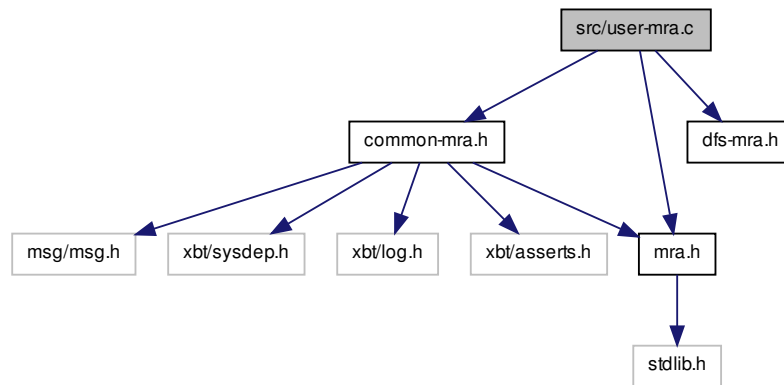 src/user-mra.c
common-mra.h
dfs-mra.h
msg/msg.h
xbt/sysdep.h
xbt/log.h
xbt/asserts.h
mra.h
stdlib.h